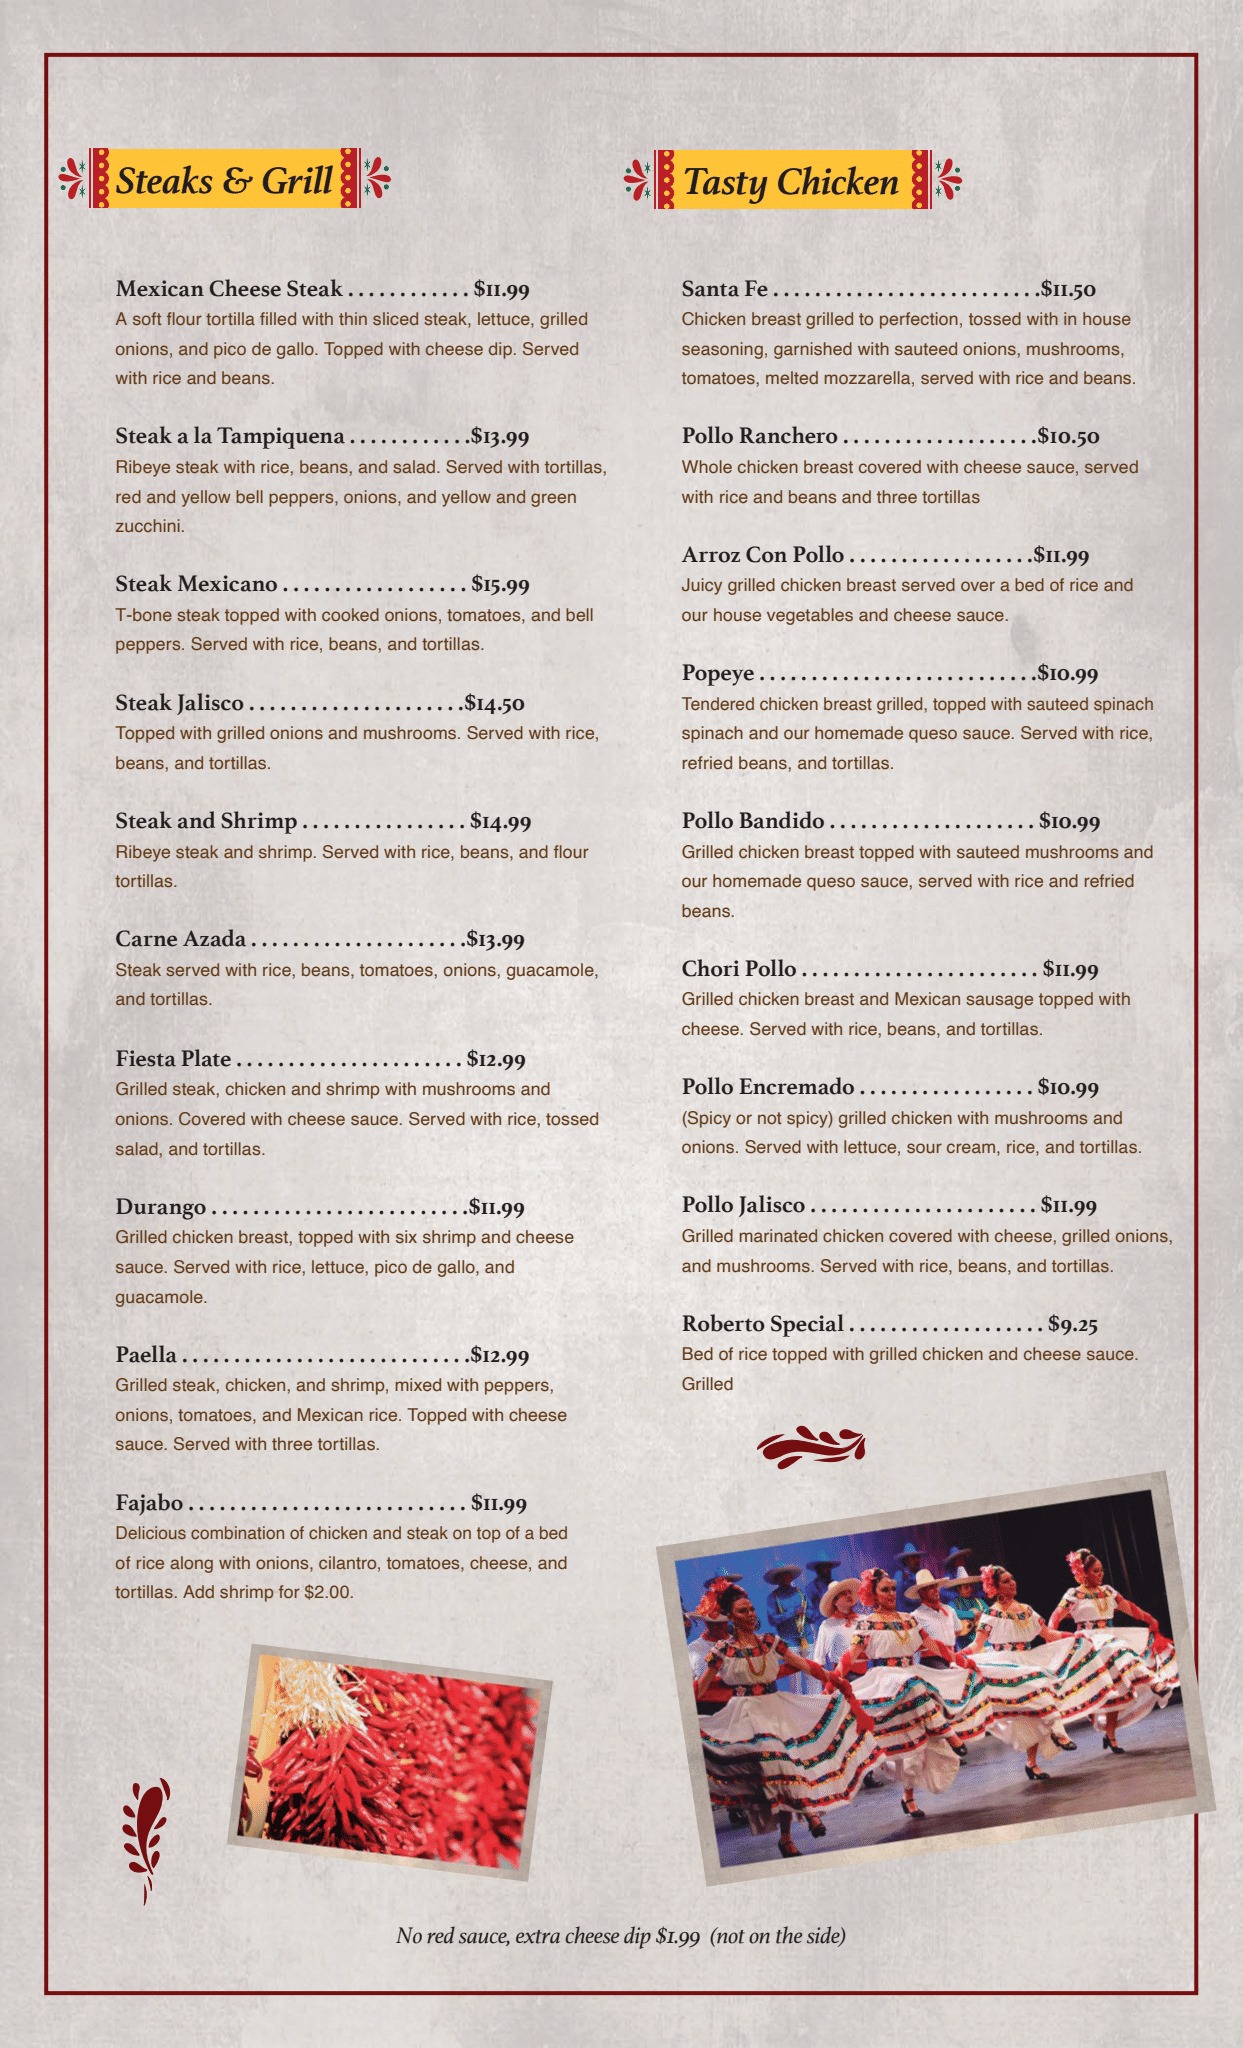 Steaks & Grill
Mexican Cheese Steak . . . . . . . . . . . . $11.99
A soft flour tortilla filled with thin sliced steak, lettuce, grilled
onions, and pico de gallo. Topped with cheese dip. Served
with rice and beans.
Steak a la Tampiquena . . . . . . . . . . . .$13.99
Ribeye steak with rice, beans, and salad. Served with tortillas,
red and yellow bell peppers, onions, and yellow and green
zucchini.
Steak Mexicano . . . . . . . . . . . . . . . . . . $15.99
T-bone steak topped with cooked onions, tomatoes, and bell
peppers. Served with rice, beans, and tortillas.
Steak Jalisco . . . . . . . . . . . . . . . . . . . . .$14.50
Topped with grilled onions and mushrooms. Served with rice,
beans, and tortillas.
Steak and Shrimp . . . . . . . . . . . . . . . . $14.99
Ribeye steak and shrimp. Served with rice, beans, and flour
tortillas.
Carne Azada . . . . . . . . . . . . . . . . . . . . .$13.99
Steak served with rice, beans, tomatoes, onions, guacamole,
and tortillas.
Fiesta Plate . . . . . . . . . . . . . . . . . . . . . . $12.99
Grilled steak, chicken and shrimp with mushrooms and
onions. Covered with cheese sauce. Served with rice, tossed
salad, and tortillas.
Durango . . . . . . . . . . . . . . . . . . . . . . . . .$11.99
Grilled chicken breast, topped with six shrimp and cheese
sauce. Served with rice, lettuce, pico de gallo, and
guacamole.
Paella . . . . . . . . . . . . . . . . . . . . . . . . . . . .$12.99
Grilled steak, chicken, and shrimp, mixed with peppers,
onions, tomatoes, and Mexican rice. Topped with cheese
sauce. Served with three tortillas.
Fajabo . . . . . . . . . . . . . . . . . . . . . . . . . . . $11.99
Delicious combination of chicken and steak on top of a bed
of rice along with onions, cilantro, tomatoes, cheese, and
tortillas. Add shrimp for $2.00.
Tasty Chicken
Santa Fe . . . . . . . . . . . . . . . . . . . . . . . . . .$11.50
Chicken breast grilled to perfection, tossed with in house
seasoning, garnished with sauteed onions, mushrooms,
tomatoes, melted mozzarella, served with rice and beans.
Pollo Ranchero . . . . . . . . . . . . . . . . . . .$10.50
Whole chicken breast covered with cheese sauce, served
with rice and beans and three tortillas
Arroz Con Pollo . . . . . . . . . . . . . . . . . .$11.99
Juicy grilled chicken breast served over a bed of rice and
our house vegetables and cheese sauce.
Popeye . . . . . . . . . . . . . . . . . . . . . . . . . . .$10.99
Tendered chicken breast grilled, topped with sauteed spinach
spinach and our homemade queso sauce. Served with rice,
refried beans, and tortillas.
Pollo Bandido . . . . . . . . . . . . . . . . . . . . $10.99
Grilled chicken breast topped with sauteed mushrooms and
our homemade queso sauce, served with rice and refried
beans.
Chori Pollo . . . . . . . . . . . . . . . . . . . . . . . $11.99
Grilled chicken breast and Mexican sausage topped with
cheese. Served with rice, beans, and tortillas.
Pollo Encremado . . . . . . . . . . . . . . . . . $10.99
(Spicy or not spicy) grilled chicken with mushrooms and
onions. Served with lettuce, sour cream, rice, and tortillas.
Pollo Jalisco . . . . . . . . . . . . . . . . . . . . . . $11.99
Grilled marinated chicken covered with cheese, grilled onions,
and mushrooms. Served with rice, beans, and tortillas.
Roberto Special . . . . . . . . . . . . . . . . . . . $9.25
Bed of rice topped with grilled chicken and cheese sauce.
Grilled
No red sauce, extra cheese dip $1.99 (not on the side)